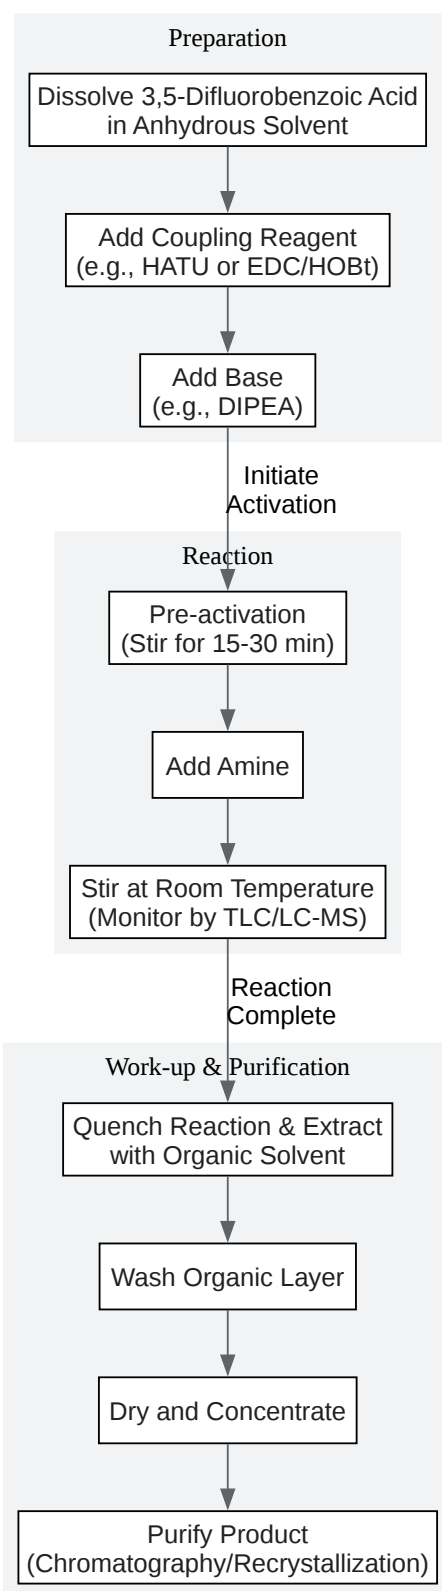 Preparation
Dissolve 3,5-Difluorobenzoic Acid
in Anhydrous Solvent
Add Coupling Reagent
(e.g., HATU or EDC/HOBt)
Add Base
(e.g., DIPEA)
Initiate
Activation
Reaction
Pre-activation
(Stir for 15-30 min)
Add Amine
Stir at Room Temperature
(Monitor by TLC/LC-MS)
Reaction
Complete
Work-up & Purification
Quench Reaction & Extract
with Organic Solvent
Wash Organic Layer
Dry and Concentrate
Purify Product
(Chromatography/Recrystallization)